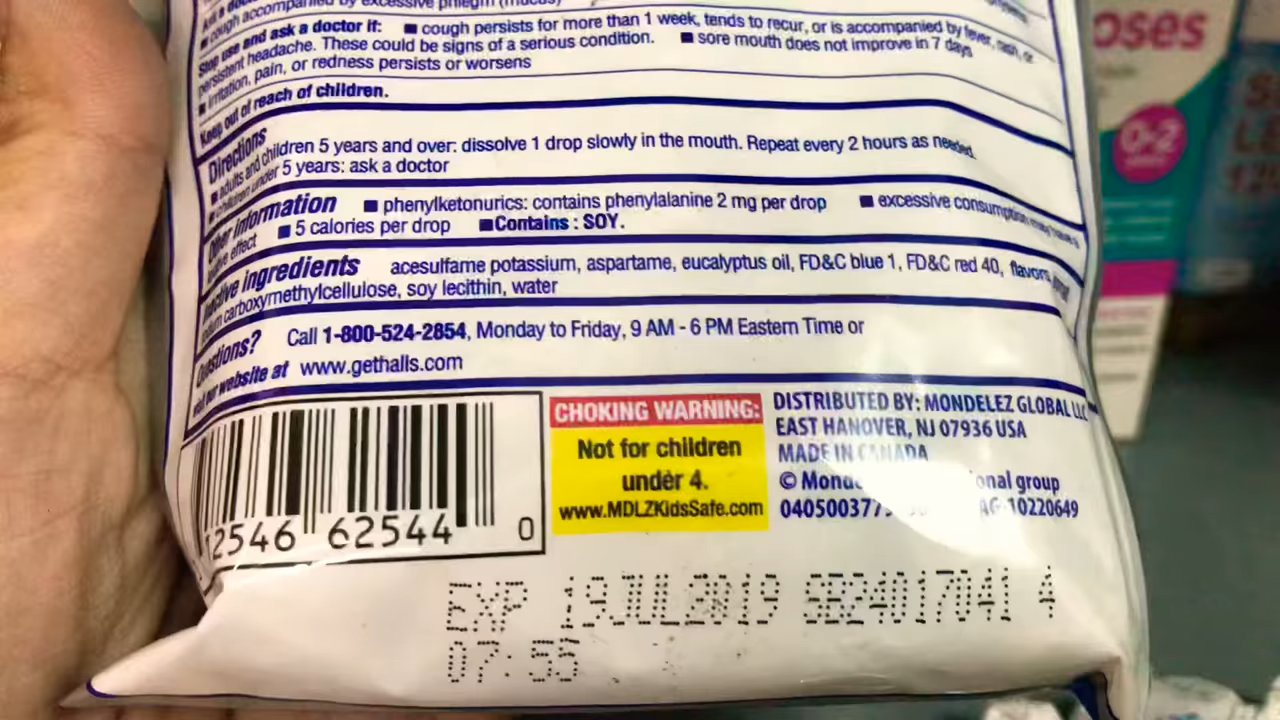 cough accompanied by excessive phlegm (mucus)
Stop use and ask a doctor if: ■ cough persists for more than 1 week, tends to recur, or is accompanied by fever, rash, or
persistent headache. These could be signs of a serious condition. ■ sore mouth does not improve in 7 days
■ irritation, pain, or redness persists or worsens
Keep out of reach of children.
Directions
■ adults and children 5 years and over: dissolve 1 drop slowly in the mouth. Repeat every 2 hours as needed.
■ children under 5 years: ask a doctor
Other Information ■ phenylketonurics: contains phenylalanine 2 mg per drop ■ excessive consumption may have a
effect ■ 5 calories per drop ■ Contains : SOY.
Inactive ingredients acesulfame potassium, aspartame, eucalyptus oil, FD&C blue 1, FD&C red 40, flavors,
carboxymethylcellulose, soy lecithin, water
Questions? Call 1-800-524-2854, Monday to Friday, 9 AM - 6 PM Eastern Time or
visit our website at www.gethalls.com
12546 62544 0
CHOKING WARNING:
Not for children
under 4.
www.MDLZKidsSafe.com
DISTRIBUTED BY: MONDELEZ GLOBAL LLC
EAST HANOVER, NJ 07936 USA
MADE IN CANADA
© group
AG-10220649
EXP 19JUL2019 SB24017041 4
07:55
oses
0-2